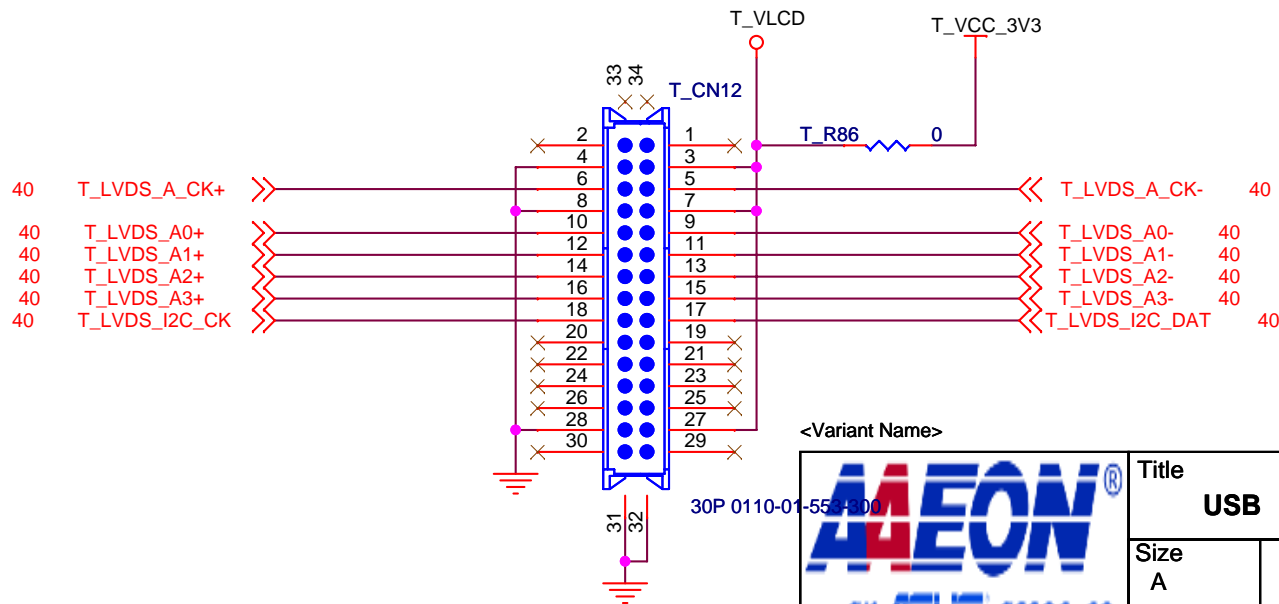 T_VLCD
T_VCC_3V3
33 34
T_CN12
2 1 T_R86 0
4 3
40 T_LVDS_A_CK+ 6 5 T_LVDS_A_CK- 40
8 7
40 T_LVDS_A0+ 10 9 T_LVDS_A0- 40
40 T_LVDS_A1+ 12 11 T_LVDS_A1- 40
40 T_LVDS_A2+ 14 13 T_LVDS_A2- 40
40 T_LVDS_A3+ 16 15 T_LVDS_A3- 40
40 T_LVDS_I2C_CK 18 17 T_LVDS_I2C_DAT 40
20 19
22 21
24 23
26 25
28 27
30 29
<Variant Name>
31 32
30P 0110-01-553-300
AAEON®
Title
USB
Size
A